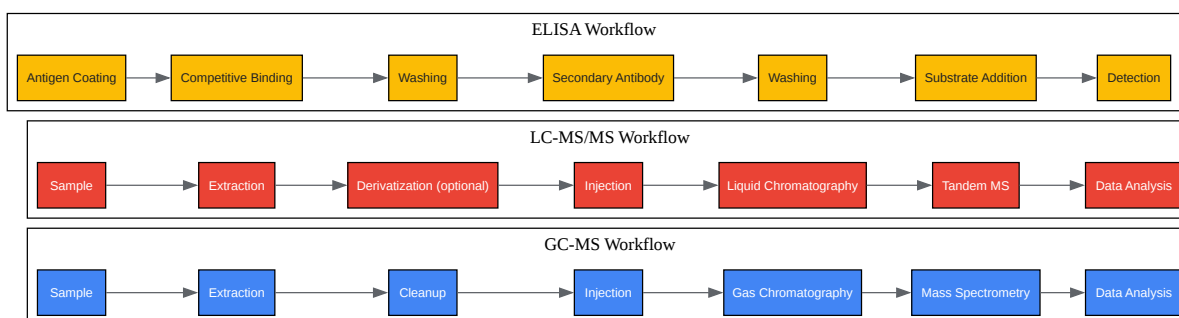 ELISA Workflow
Antigen Coating
Competitive Binding
Washing
Secondary Antibody
Washing
Substrate Addition
Detection
LC-MS/MS Workflow
Sample
Extraction
Derivatization (optional)
Injection
Liquid Chromatography
Tandem MS
Data Analysis
GC-MS Workflow
Sample
Extraction
Cleanup
Injection
Gas Chromatography
Mass Spectrometry
Data Analysis